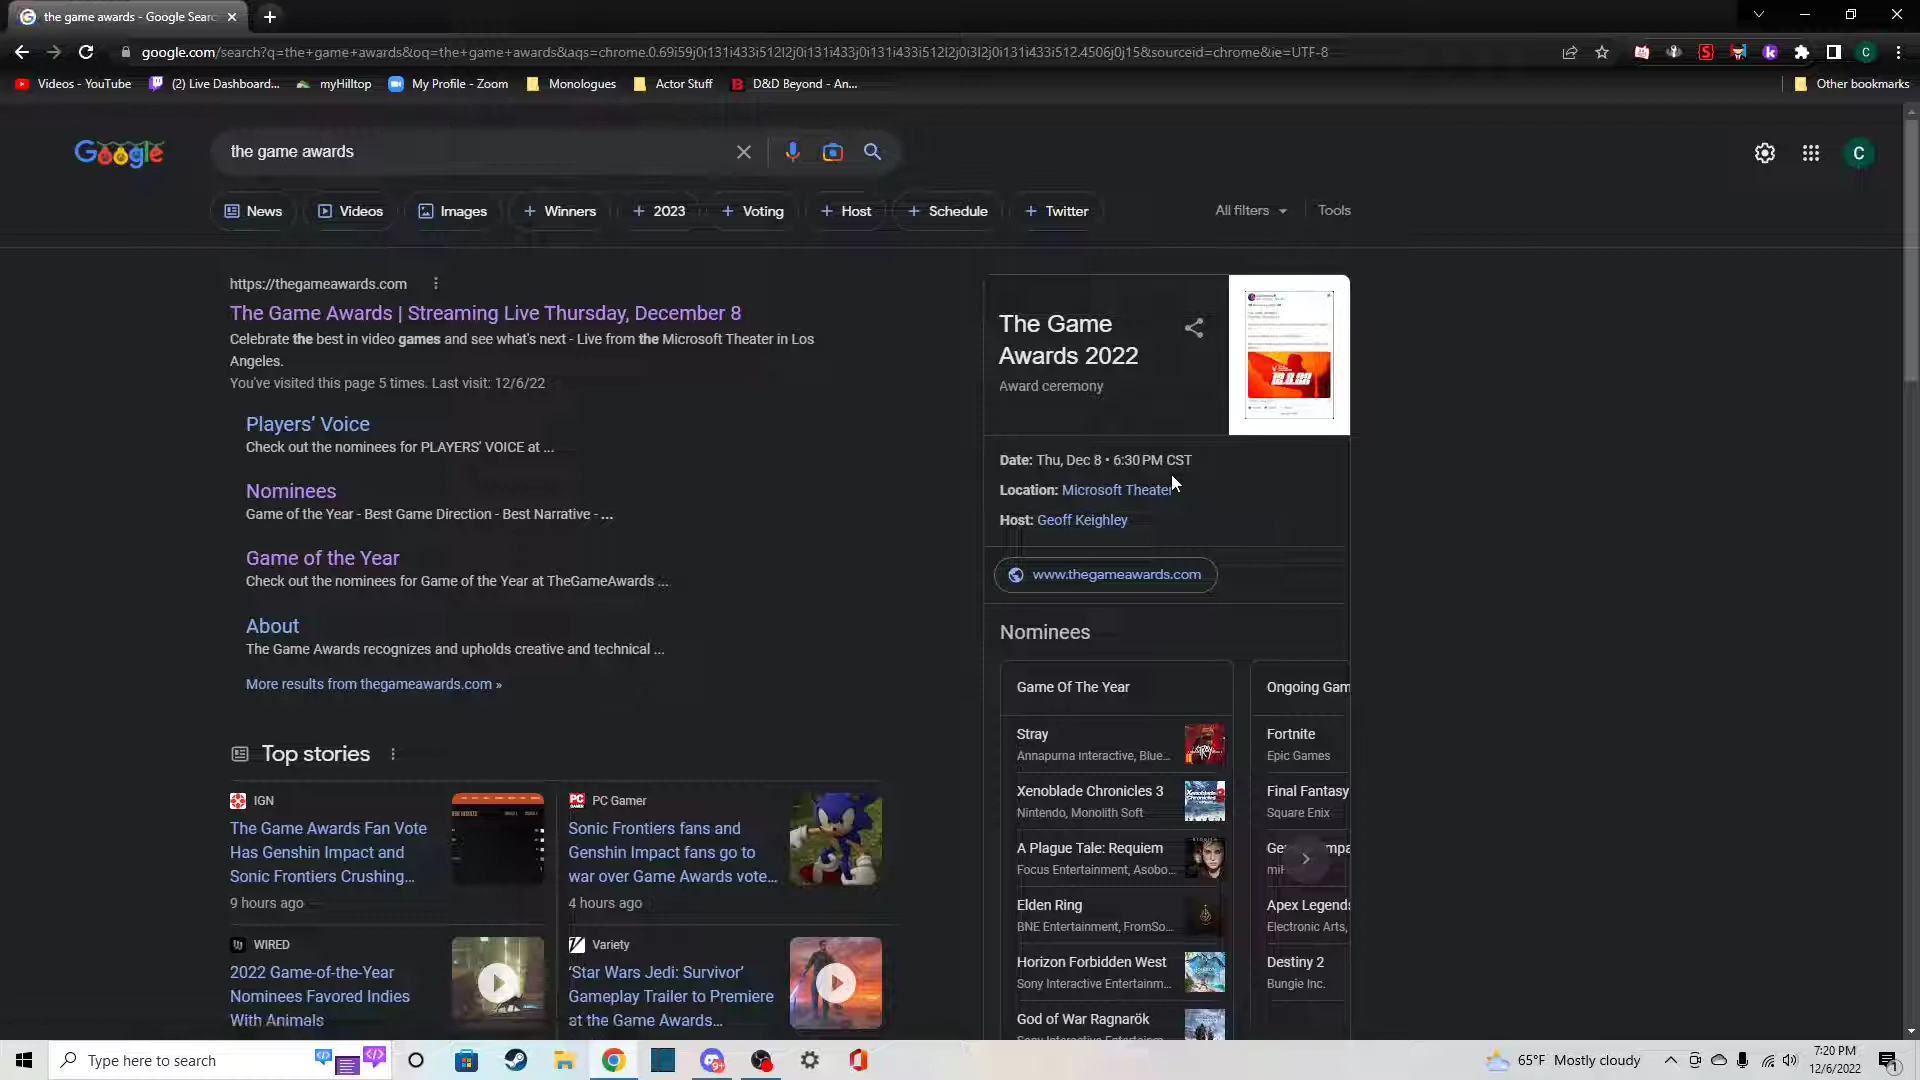 the game awards - Google Searc
google.com/search?q=the+game+awards&oq=the+game+awards&aqs=chrome.0.69i59j0i131i433i512l2j0i131i433j0i131i433i512l2j0i3l2j0i131i433i512.4506j0j15&sourceid=chrome&ie=UTF-8
Videos - YouTube
(2) Live Dashboard...
myHilltop
My Profile - Zoom
Monologues
Actor Stuff
D&D Beyond - An...
Other bookmarks
Google
the game awards
C
News
Videos
Images
+ Winners
+ 2023
+ Voting
+ Host
+ Schedule
+ Twitter
All filters
Tools
https://thegameawards.com
The Game Awards | Streaming Live Thursday, December 8
Celebrate the best in video games and see what's next - Live from the Microsoft Theater in Los
Angeles.
You've visited this page 5 times. Last visit: 12/6/22
Players' Voice
Check out the nominees for PLAYERS' VOICE at ...
Nominees
Game of the Year - Best Game Direction - Best Narrative - ...
Game of the Year
Check out the nominees for Game of the Year at TheGameAwards ...
About
The Game Awards recognizes and upholds creative and technical ...
More results from thegameawards.com »
Top stories
IGN
The Game Awards Fan Vote
Has Genshin Impact and
Sonic Frontiers Crushing...
9 hours ago
PC Gamer
Sonic Frontiers fans and
Genshin Impact fans go to
war over Game Awards vote...
4 hours ago
WIRED
2022 Game-of-the-Year
Nominees Favored Indies
With Animals
Variety
'Star Wars Jedi: Survivor'
Gameplay Trailer to Premiere
at the Game Awards...
The Game
Awards 2022
Award ceremony
Date: Thu, Dec 8 • 6:30 PM CST
Location: Microsoft Theater
Host: Geoff Keighley
www.thegameawards.com
Nominees
Game Of The Year
Stray
Annapurna Interactive, Blue...
Xenoblade Chronicles 3
Nintendo, Monolith Soft
A Plague Tale: Requiem
Focus Entertainment, Asobo...
Elden Ring
BNE Entertainment, FromSo...
Horizon Forbidden West
Sony Interactive Entertainm...
God of War Ragnarök
Ongoing Gam
Fortnite
Epic Games
Final Fantasy
Square Enix
Apex Legends
Electronic Arts,
Destiny 2
Bungie Inc.
Type here to search
65°F Mostly cloudy
7:20 PM
12/6/2022